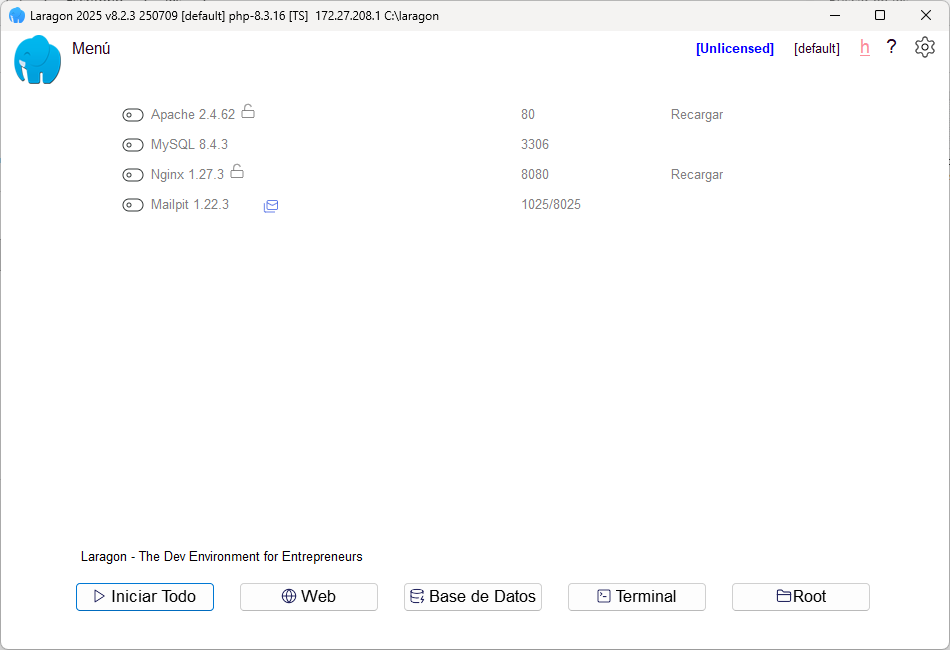 Laragon 2025 v8.2.3 250709 [default] php-8.3.16 [TS]  172.27.208.1 C:\laragon
Menú [Unlicensed] [default] h ?
Apache 2.4.62 80 Recargar
MySQL 8.4.3 3306
Nginx 1.27.3 8080 Recargar
Mailpit 1.22.3 1025/8025
Laragon - The Dev Environment for Entrepreneurs
Iniciar Todo Web Base de Datos Terminal Root